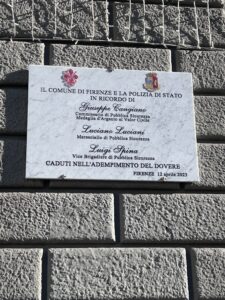 IL COMUNE DI FIRENZE E LA POLIZIA DI STATO
IN RICORDO DI
Giuseppe Cangiano
Commissario di Pubblica Sicurezza
Medaglia d'Argento al Valor Civile
Luciano Luciani
Maresciallo di Pubblica Sicurezza
Luigi Spina
Vice Brigadiere di Pubblica Sicurezza
CADUTI NELL'ADEMPIMENTO DEL DOVERE
FIRENZE 12 aprile 2023